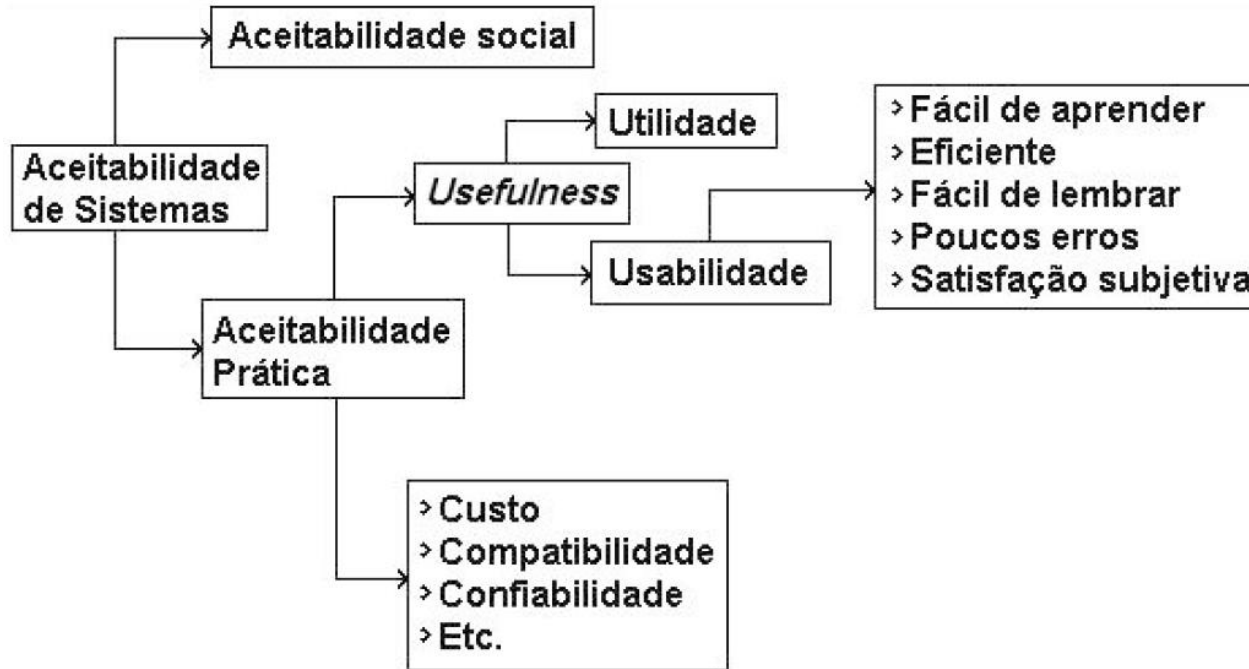 Aceitabilidade social
Aceitabilidade
de Sistemas
Aceitabilidade
Prática
Usefulness
Utilidade
Usabilidade
> Fácil de aprender
> Eficiente
> Fácil de lembrar
> Poucos erros
> Satisfação subjetiva
> Custo
> Compatibilidade
> Confiabilidade
> Etc.